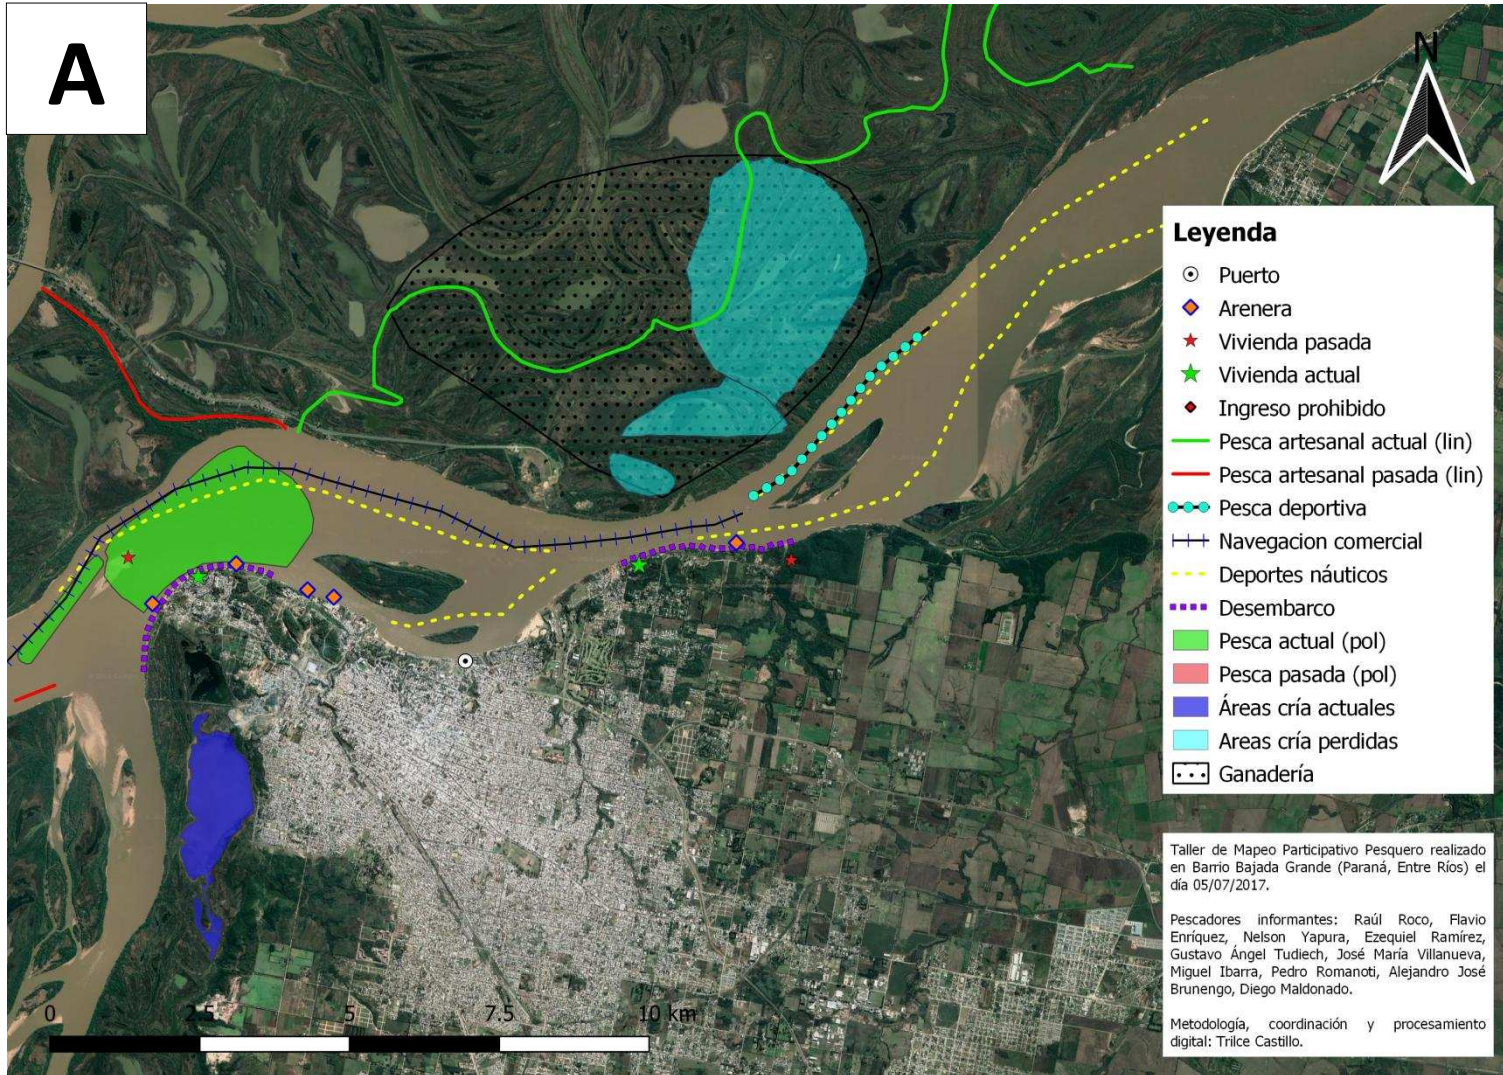 A
N
Leyenda
Puerto
Arenera
Vivienda pasada
Vivienda actual
Ingreso prohibido
Pesca artesanal actual (lin)
Pesca artesanal pasada (lin)
Pesca deportiva
Navegacion comercial
Deportes náuticos
Desembarco
Pesca actual (pol)
Pesca pasada (pol)
Áreas cría actuales
Areas cría perdidas
Ganadería
Taller de Mapeo Participativo Pesquero realizado
en Barrio Bajada Grande (Paraná, Entre Ríos) el
día 05/07/2017.
Pescadores informantes: Raúl Roco, Flavio
Enríquez, Nelson Yapura, Ezequiel Ramírez,
Gustavo Ángel Tudiech, José María Villanueva,
Miguel Ibarra, Pedro Romanoti, Alejandro José
Brunengo, Diego Maldonado.
Metodología, coordinación y procesamiento
digital: Trilce Castillo.
0 2.5 5 7.5 10 km